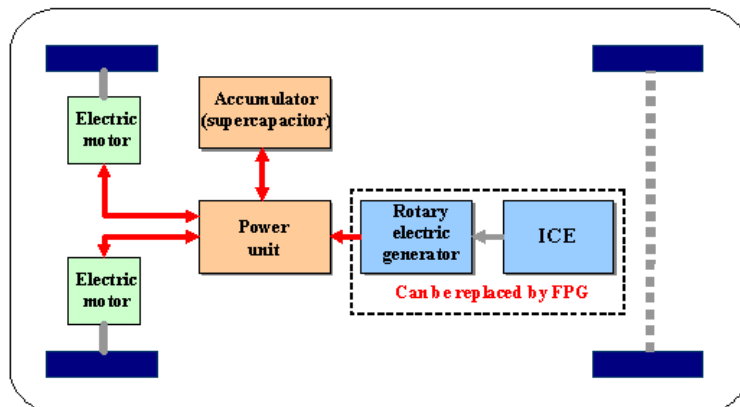 Electric
motor
Accumulator
(supercapacitor)
Power
unit
Rotary
electric
generator
ICE
Can be replaced by FPG
Electric
motor